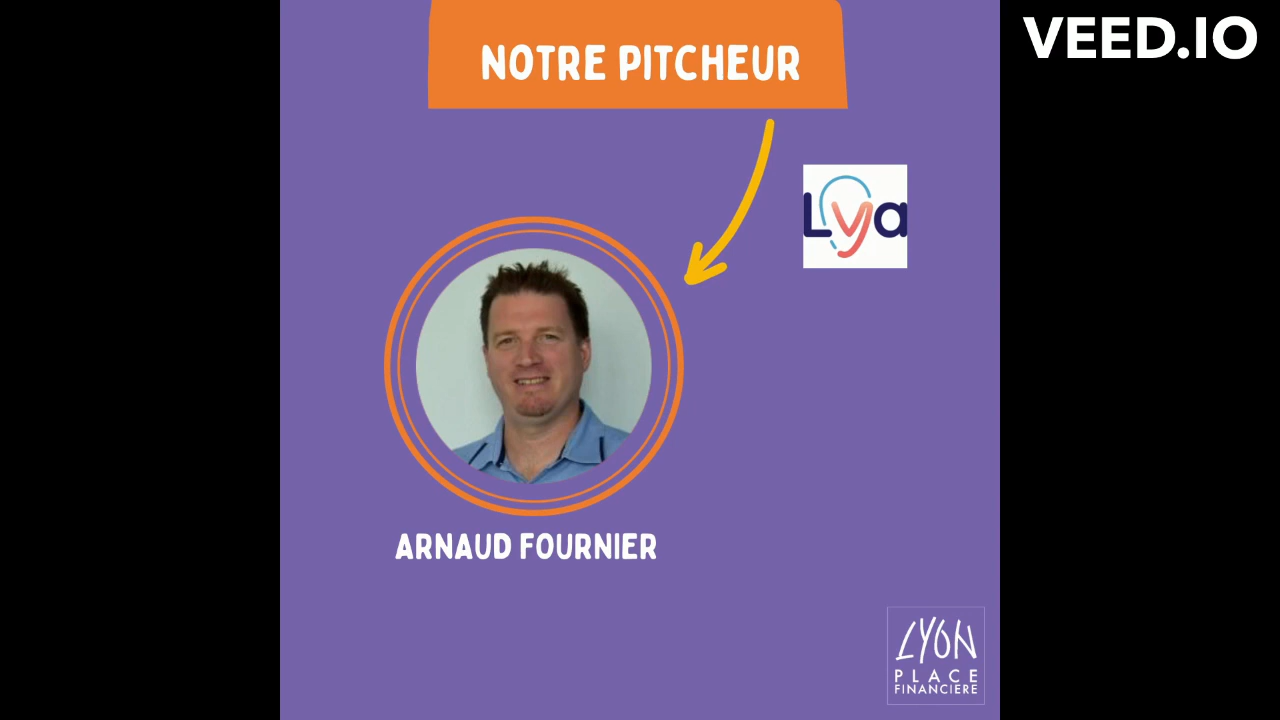 VEED.IO
NOTRE PITCHEUR
Lya
ARNAUD FOURNIER
LYON
PLACE
FINANCIERE